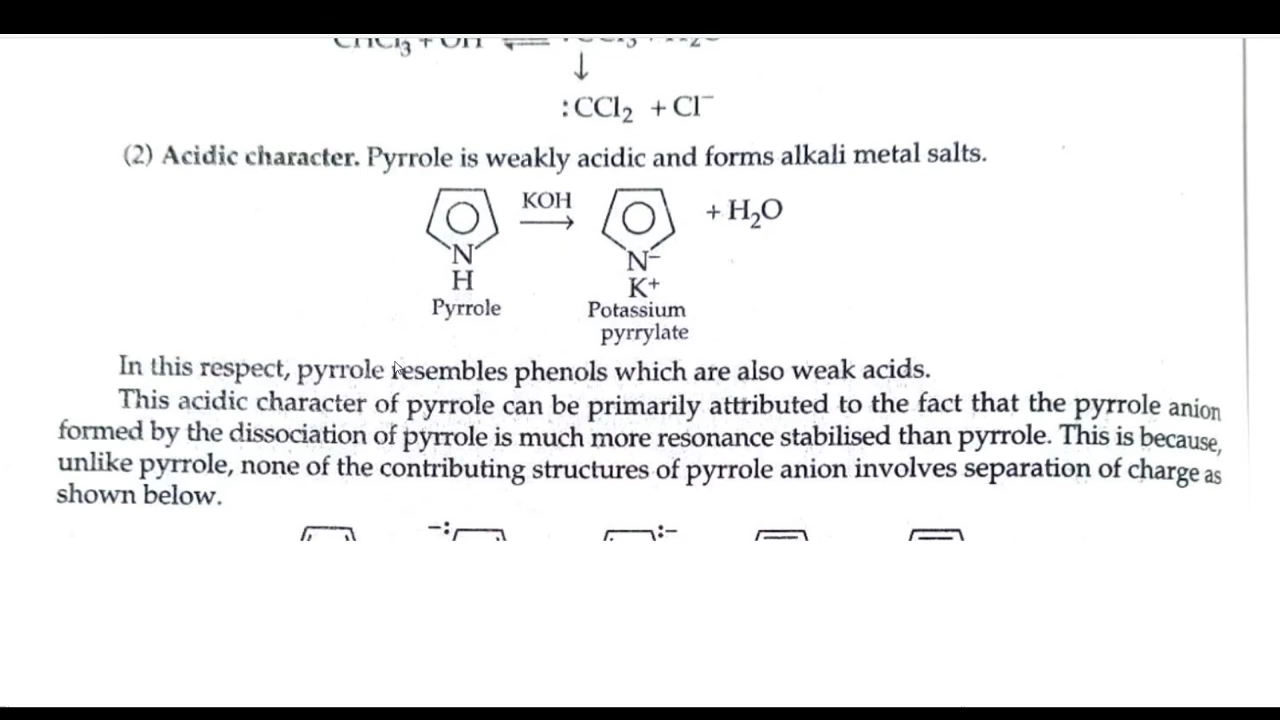 :CCl₂ + Cl⁻
(2) Acidic character. Pyrrole is weakly acidic and forms alkali metal salts.
KOH
+ H₂O
N N⁻
H K⁺
Pyrrole Potassium
pyrrylate
In this respect, pyrrole resembles phenols which are also weak acids.
This acidic character of pyrrole can be primarily attributed to the fact that the pyrrole anion
formed by the dissociation of pyrrole is much more resonance stabilised than pyrrole. This is because,
unlike pyrrole, none of the contributing structures of pyrrole anion involves separation of charge as
shown below.